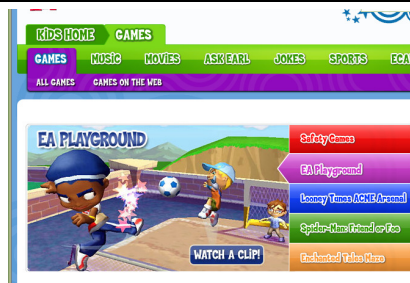 KIDS HOME GAMES
GAMES MUSIC MOVIES ASK EARL JOKES SPORTS ECA
ALL GAMES GAMES ON THE WEB
EA PLAYGROUND
Safety Games
EA Playground
Looney Tunes ACME Arsenal
Spider-Man: Friend or Foe
Enchanted Tales Maze
WATCH A CLIP!